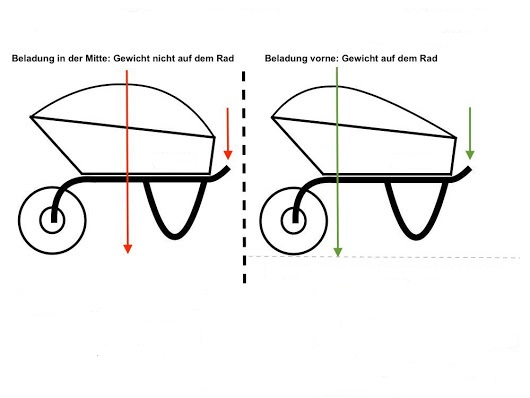 Beladung in der Mitte: Gewicht nicht auf dem Rad
Beladung vorne: Gewicht auf dem Rad